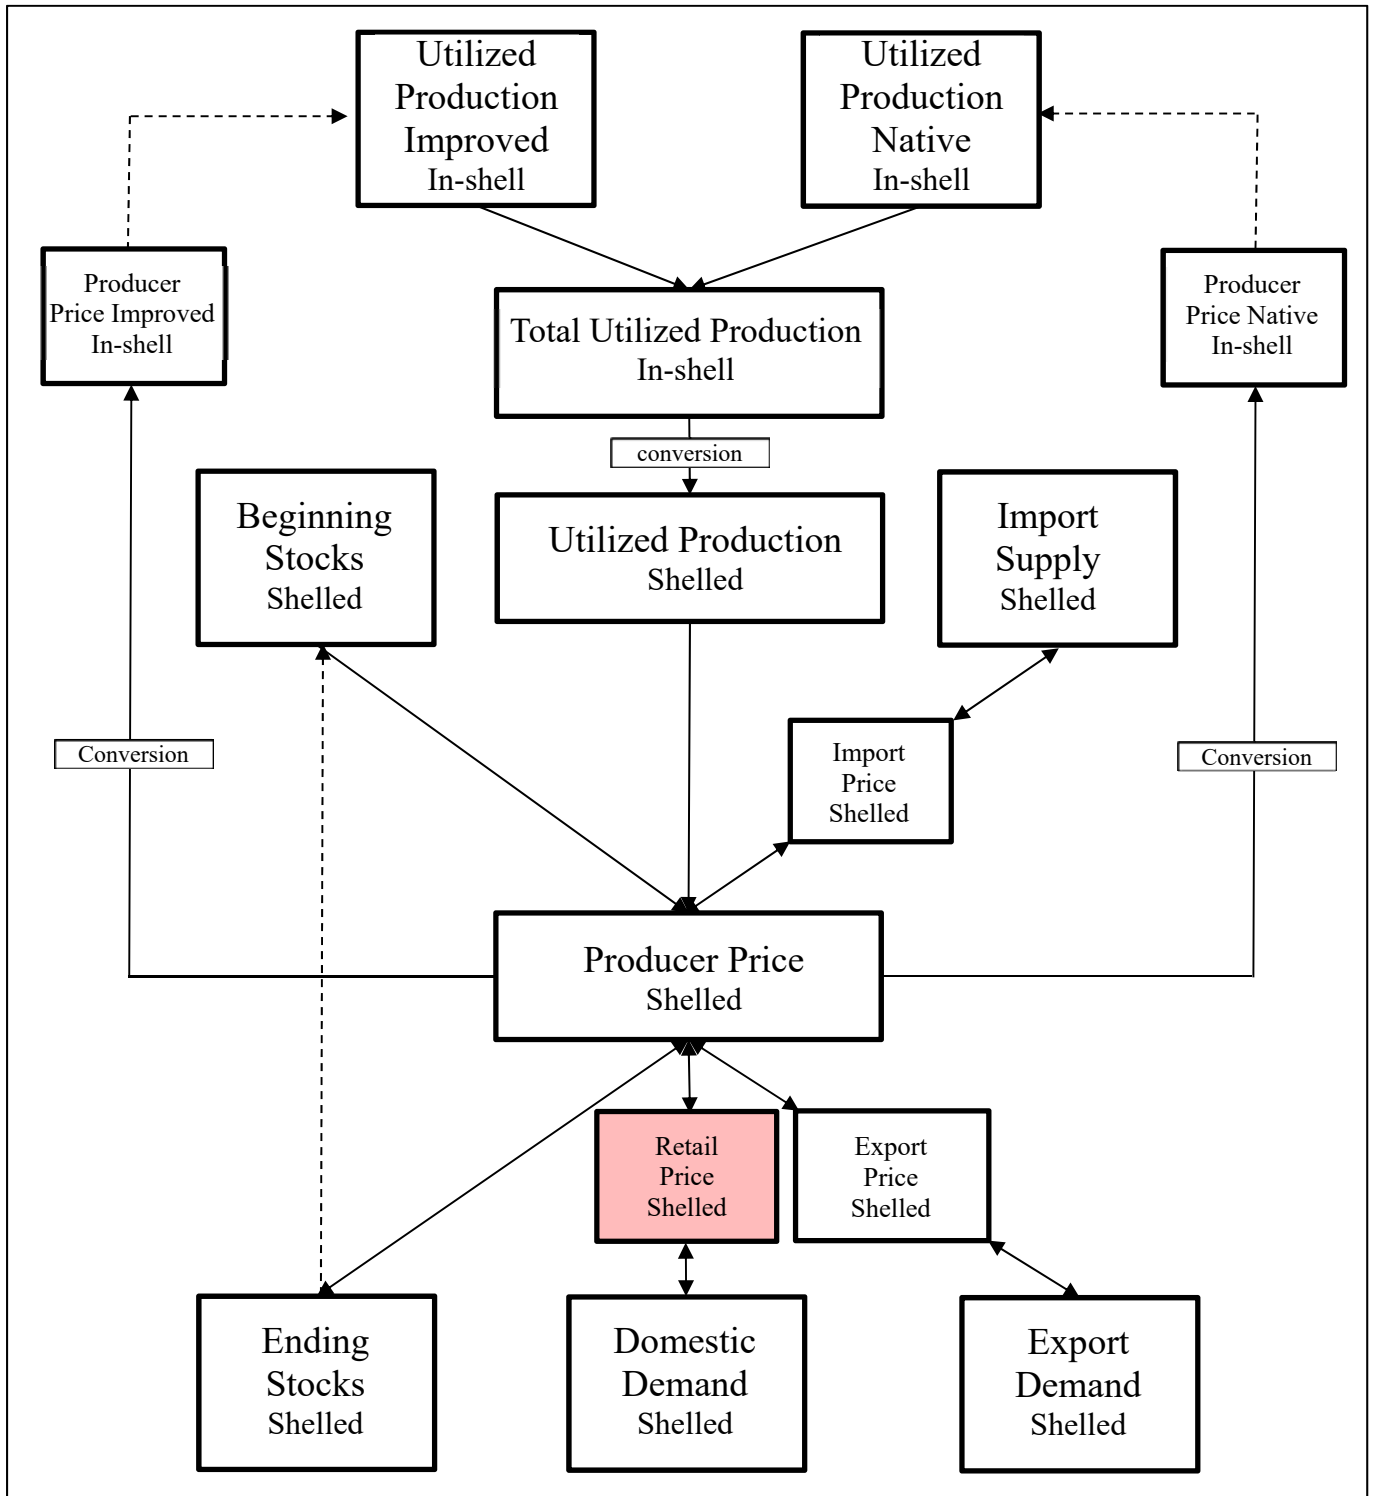 Utilized
Production
Improved
In-shell
Utilized
Production
Native
In-shell
Producer
Price Improved
In-shell
Total Utilized Production
In-shell
Producer
Price Native
In-shell
conversion
Beginning
Stocks
Shelled
Utilized Production
Shelled
Import
Supply
Shelled
Conversion
Import
Price
Shelled
Conversion
Producer Price
Shelled
Retail
Price
Shelled
Export
Price
Shelled
Ending
Stocks
Shelled
Domestic
Demand
Shelled
Export
Demand
Shelled